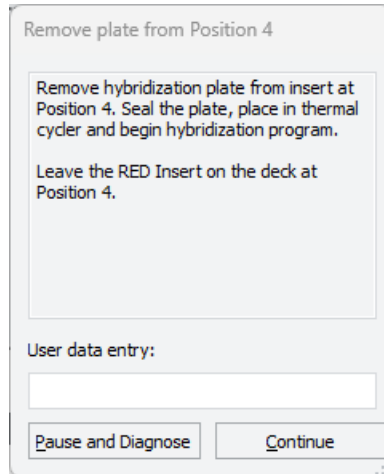 Remove plate from Position 4
Remove hybridization plate from insert at
Position 4. Seal the plate, place in thermal
cycler and begin hybridization program.
Leave the RED Insert on the deck at
Position 4.
User data entry:
Pause and Diagnose
Continue